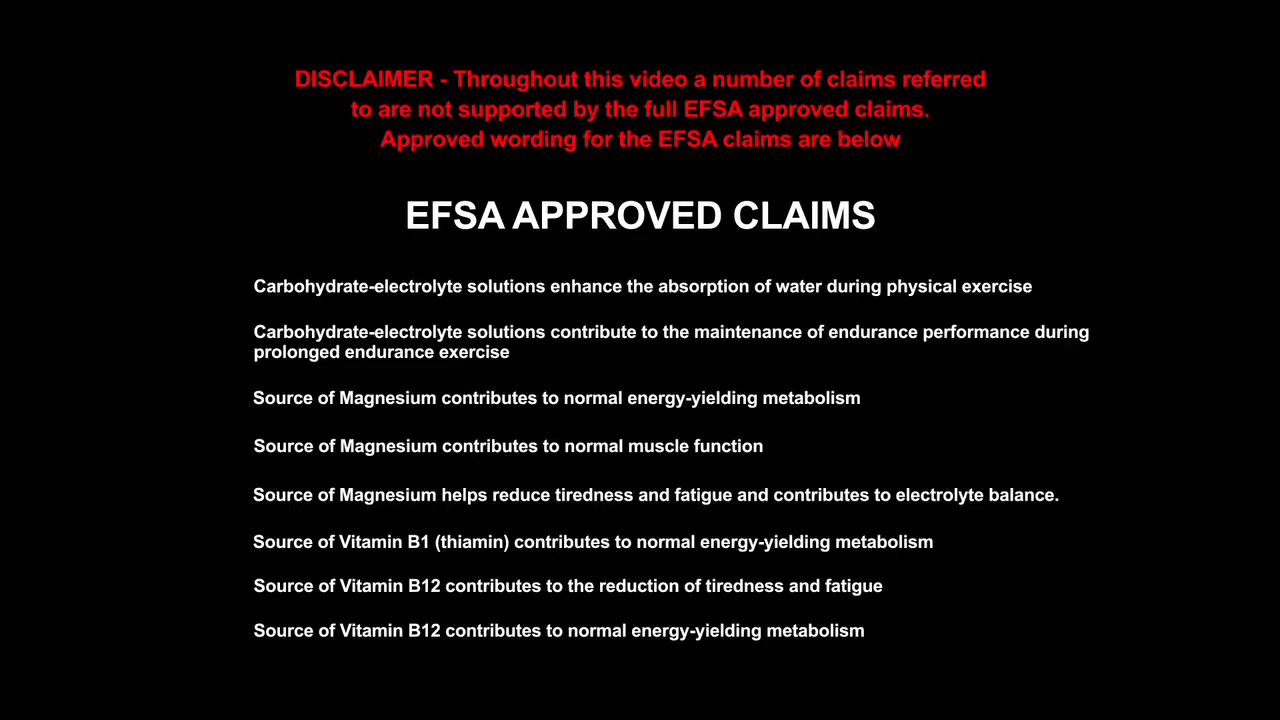 DISCLAIMER - Throughout this video a number of claims referred
to are not supported by the full EFSA approved claims.
Approved wording for the EFSA claims are below
EFSA APPROVED CLAIMS
Carbohydrate-electrolyte solutions enhance the absorption of water during physical exercise
Carbohydrate-electrolyte solutions contribute to the maintenance of endurance performance during
prolonged endurance exercise
Source of Magnesium contributes to normal energy-yielding metabolism
Source of Magnesium contributes to normal muscle function
Source of Magnesium helps reduce tiredness and fatigue and contributes to electrolyte balance.
Source of Vitamin B1 (thiamin) contributes to normal energy-yielding metabolism
Source of Vitamin B12 contributes to the reduction of tiredness and fatigue
Source of Vitamin B12 contributes to normal energy-yielding metabolism